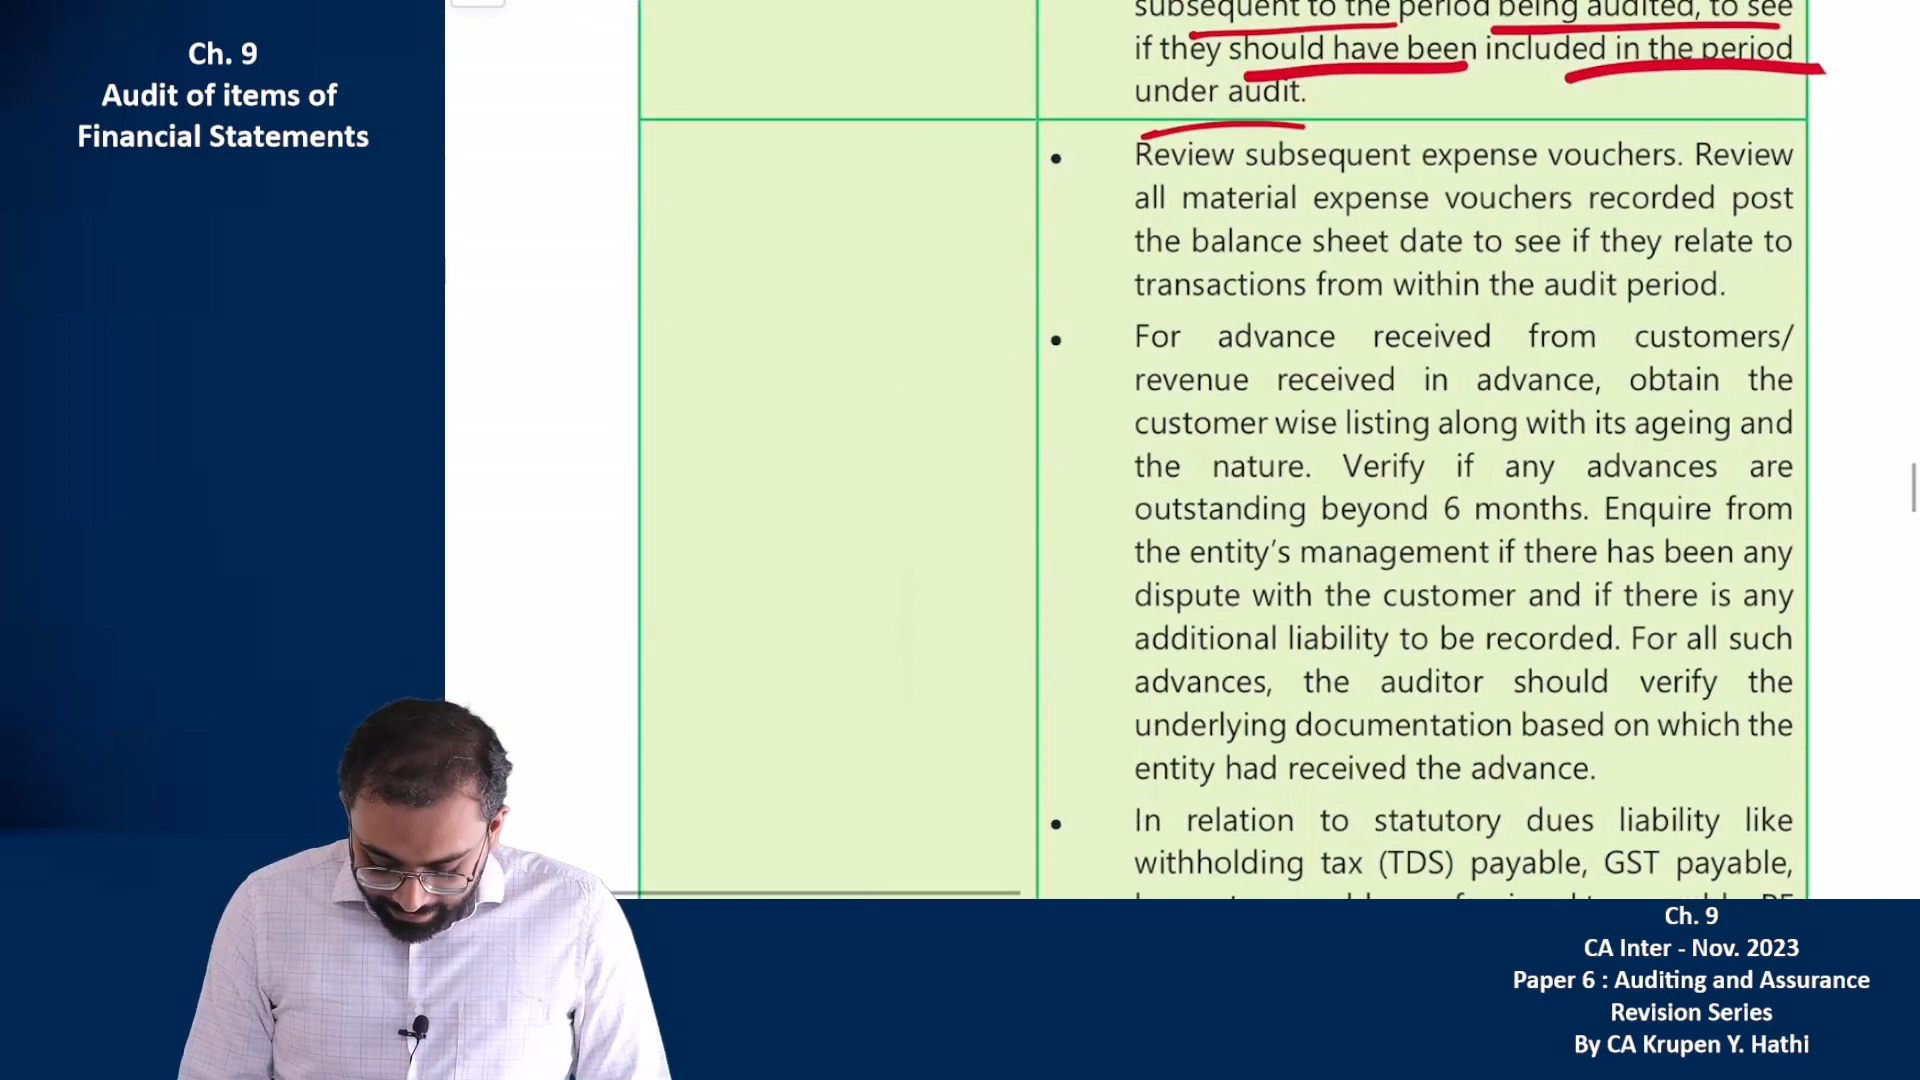 Ch. 9
Audit of items of
Financial Statements
subsequent to the period being audited, to see
if they should have been included in the period
under audit.
• Review subsequent expense vouchers. Review
all material expense vouchers recorded post
the balance sheet date to see if they relate to
transactions from within the audit period.
• For advance received from customers/
revenue received in advance, obtain the
customer wise listing along with its ageing and
the nature. Verify if any advances are
outstanding beyond 6 months. Enquire from
the entity’s management if there has been any
dispute with the customer and if there is any
additional liability to be recorded. For all such
advances, the auditor should verify the
underlying documentation based on which the
entity had received the advance.
• In relation to statutory dues liability like
withholding tax (TDS) payable, GST payable,
Ch. 9
CA Inter - Nov. 2023
Paper 6 : Auditing and Assurance
Revision Series
By CA Krupen Y. Hathi